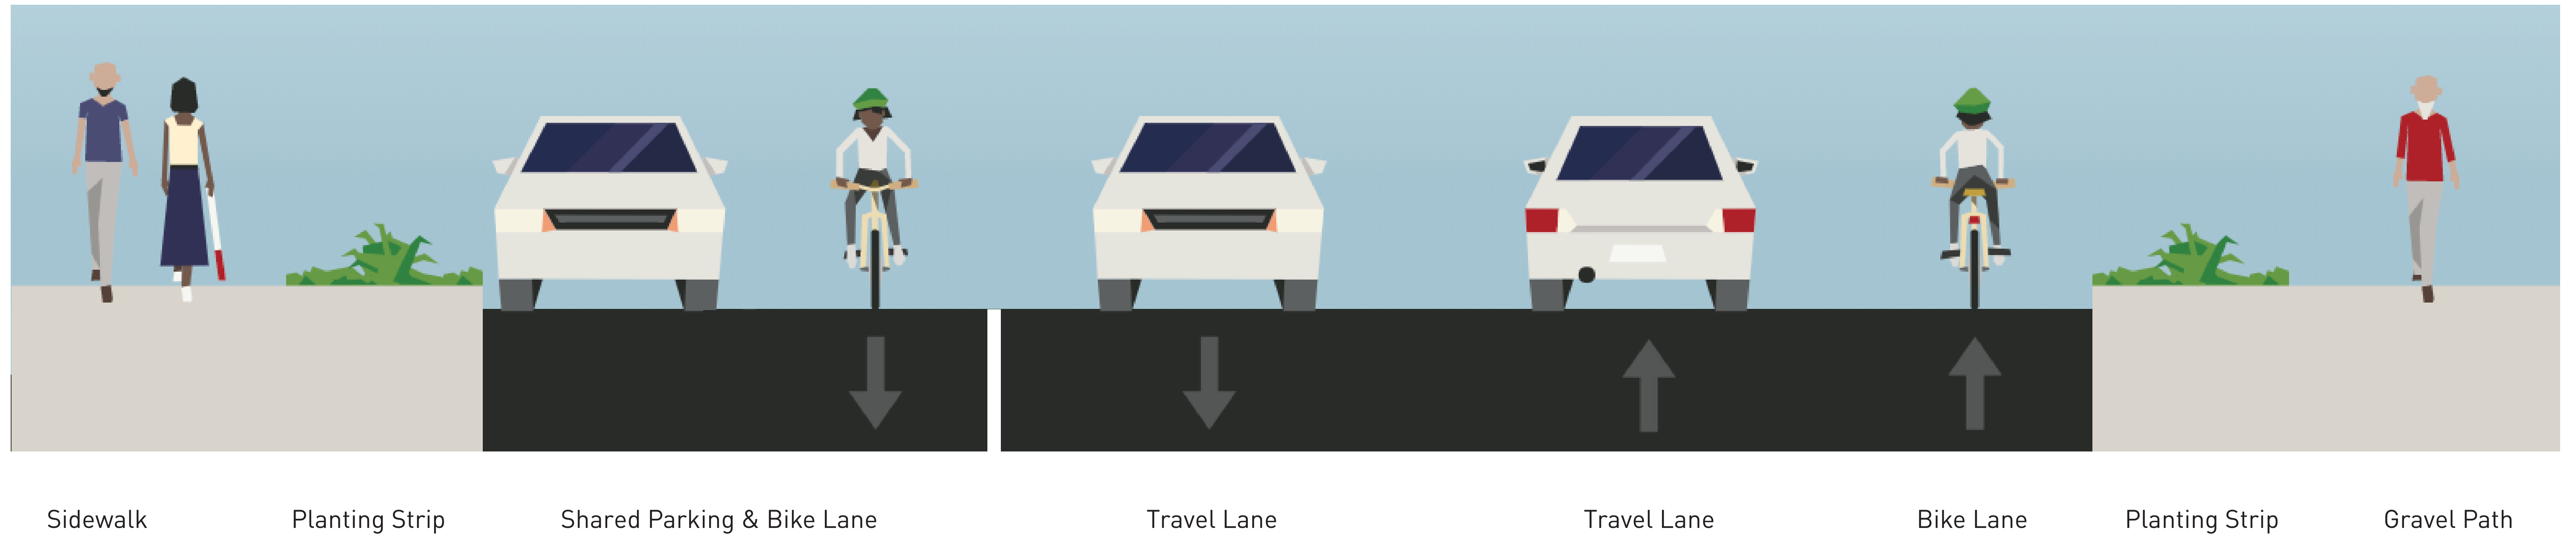 Sidewalk
Planting Strip
Shared Parking & Bike Lane
Travel Lane
Travel Lane
Bike Lane
Planting Strip
Gravel Path